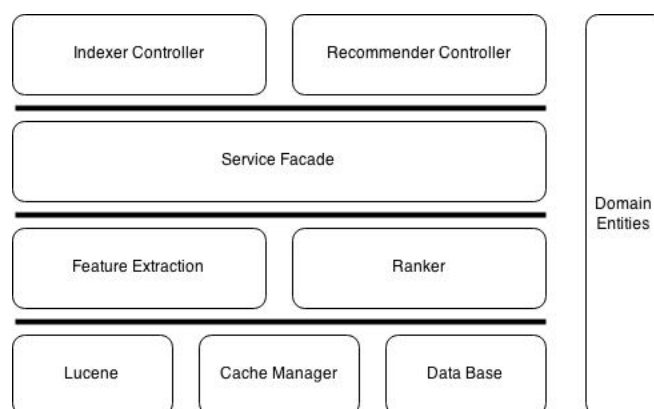 Indexer Controller
Recommender Controller
Service Facade
Domain
Entities
Feature Extraction
Ranker
Lucene
Cache Manager
Data Base